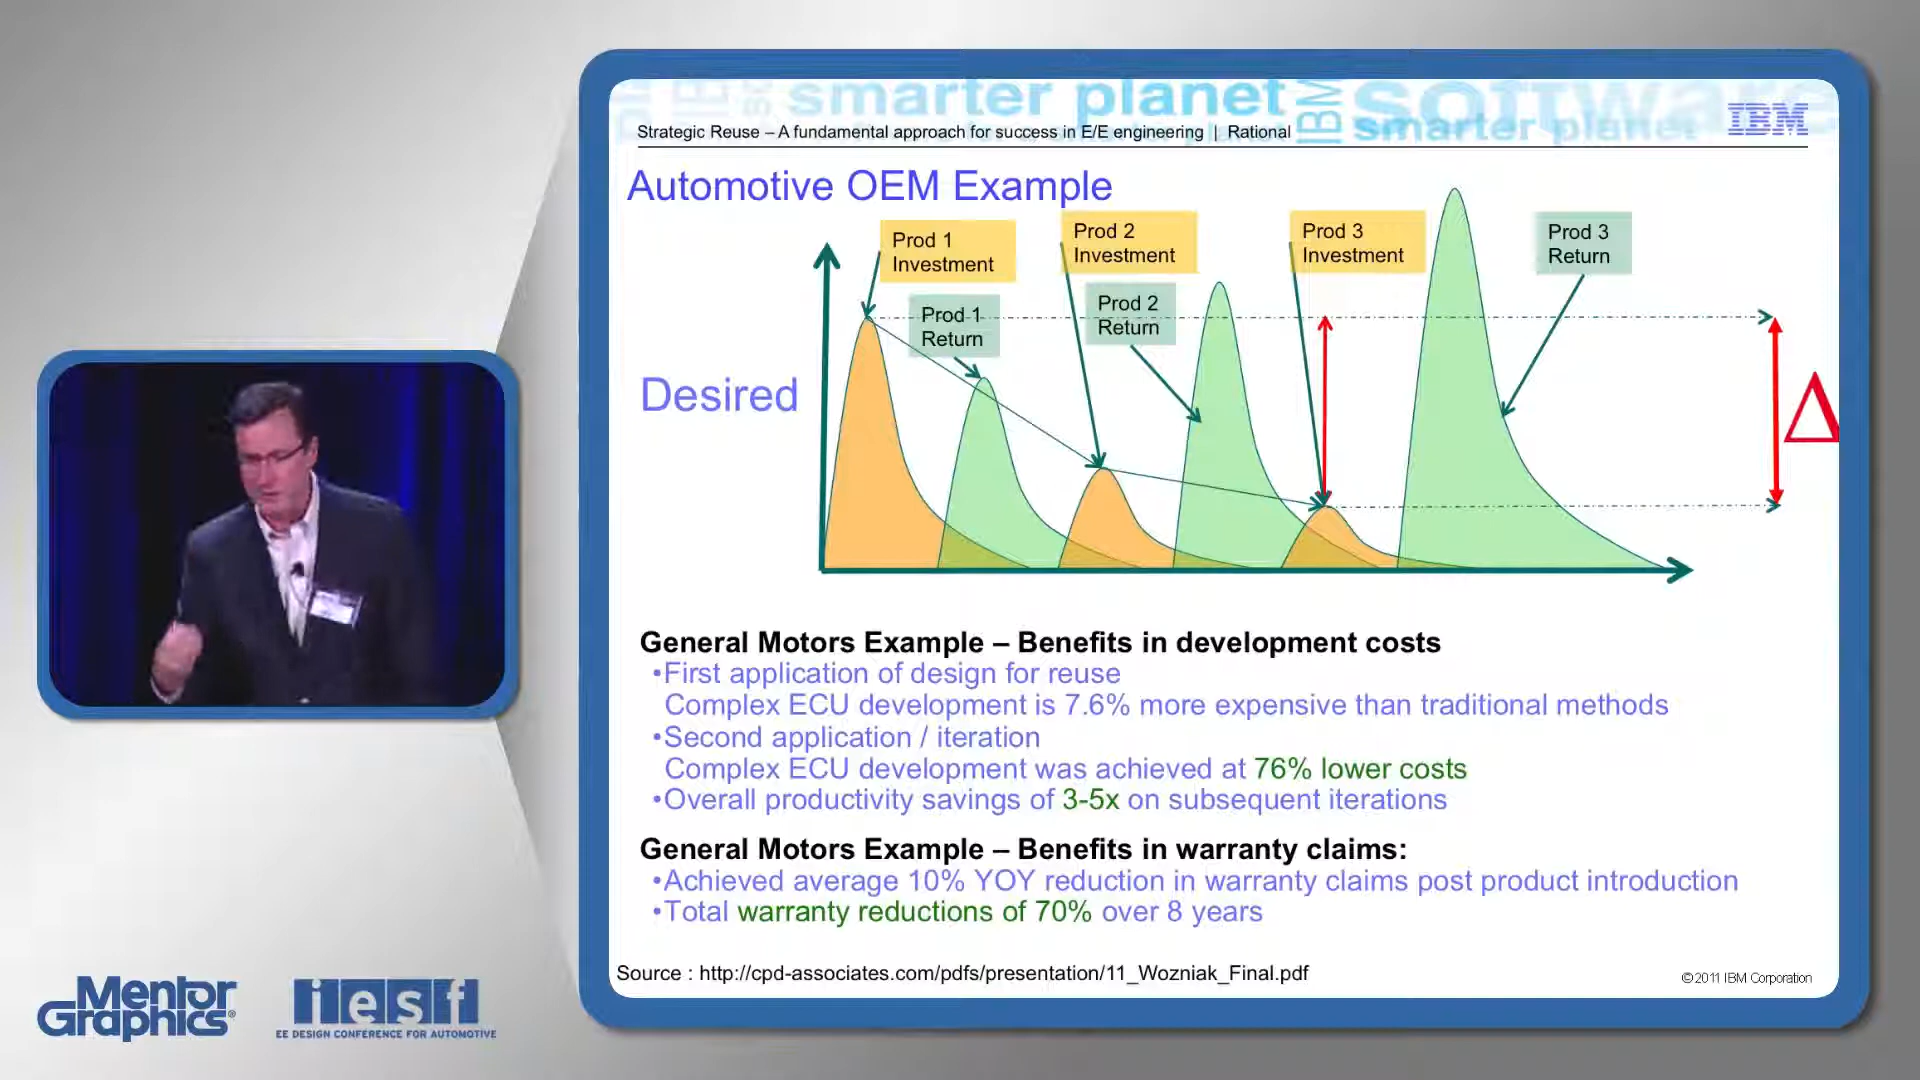 smarter planet
IBM
software
smarter planet
Strategic Reuse – A fundamental approach for success in E/E engineering | Rational
IBM
Automotive OEM Example
Prod 1
Investment
Prod 2
Investment
Prod 3
Investment
Prod 3
Return
Prod 1
Return
Prod 2
Return
Desired
Δ
General Motors Example – Benefits in development costs
•First application of design for reuse
Complex ECU development is 7.6% more expensive than traditional methods
•Second application / iteration
Complex ECU development was achieved at 76% lower costs
•Overall productivity savings of 3-5x on subsequent iterations
General Motors Example – Benefits in warranty claims:
•Achieved average 10% YOY reduction in warranty claims post product introduction
•Total warranty reductions of 70% over 8 years
Source : http://cpd-associates.com/pdfs/presentation/11_Wozniak_Final.pdf
©2011 IBM Corporation
Mentor
Graphics®
iesf
EE DESIGN CONFERENCE FOR AUTOMOTIVE